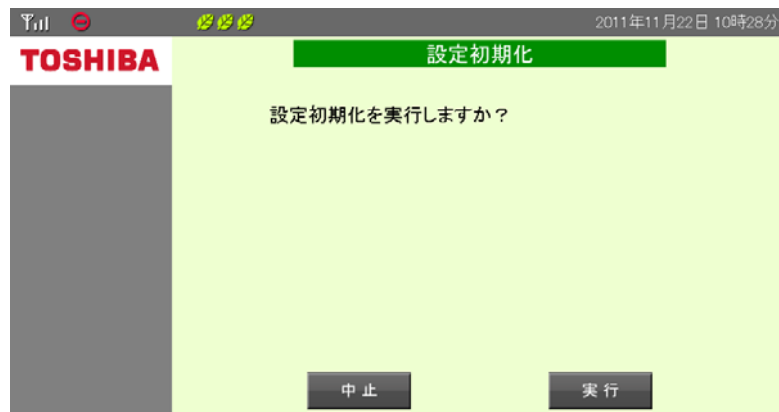 2011年11月22日 10時28分
TOSHIBA
設定初期化
設定初期化を実行しますか？
中止
実行